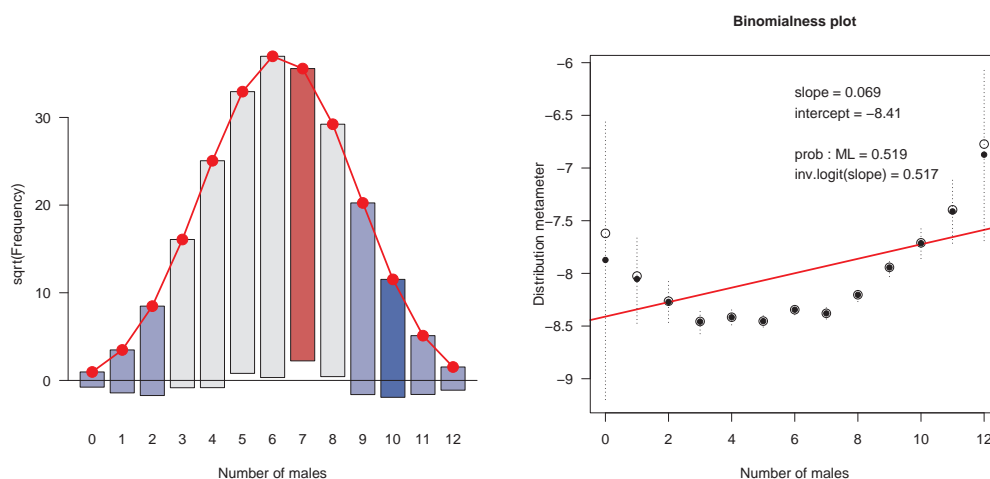 sqrt(Frequency)
30
20
10
0
0 1 2 3 4 5 6 7 8 9 10 11 12
Number of males
Binomialness plot
Distribution metameter
−6
−6.5
−7
−7.5
−8
−8.5
−9
slope = 0.069
intercept = −8.41
prob : ML = 0.519
inv.logit(slope) = 0.517
0 2 4 6 8 10 12
Number of males